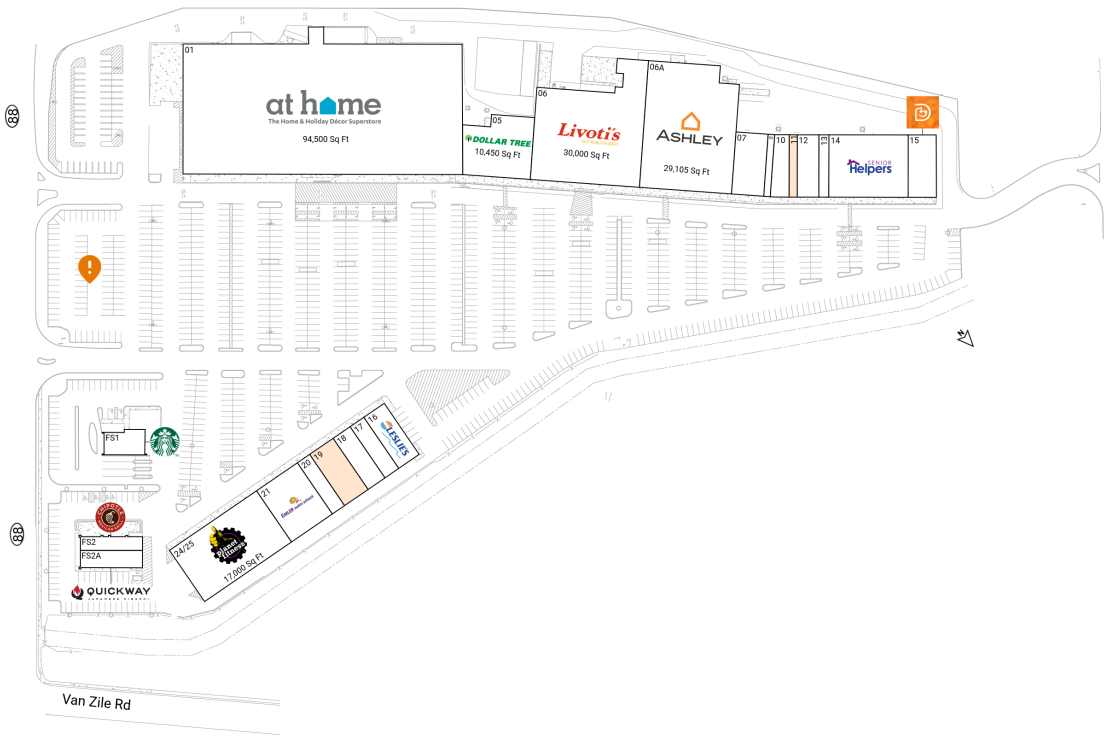 01
at home
The Home & Holiday Décor Superstore
94,500 Sq Ft
05
DOLLAR TREE
10,450 Sq Ft
06
Livoti's
30,000 Sq Ft
06A
ASHLEY
29,105 Sq Ft
07
10
11
12
13
14
SENIOR
Helpers
15
88
!
N
FS1
16
LESLIE'S
17
18
19
20
21
24/25
Planet
fitness
17,000 Sq Ft
CHIPOTLE
FS2
FS2A
QUICKWAY
88
Van Zile Rd